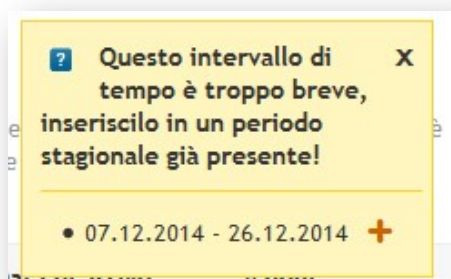 Questo intervallo di X
tempo è troppo breve,
inseriscilo in un periodo
stagionale già presente!
• 07.12.2014 - 26.12.2014 +